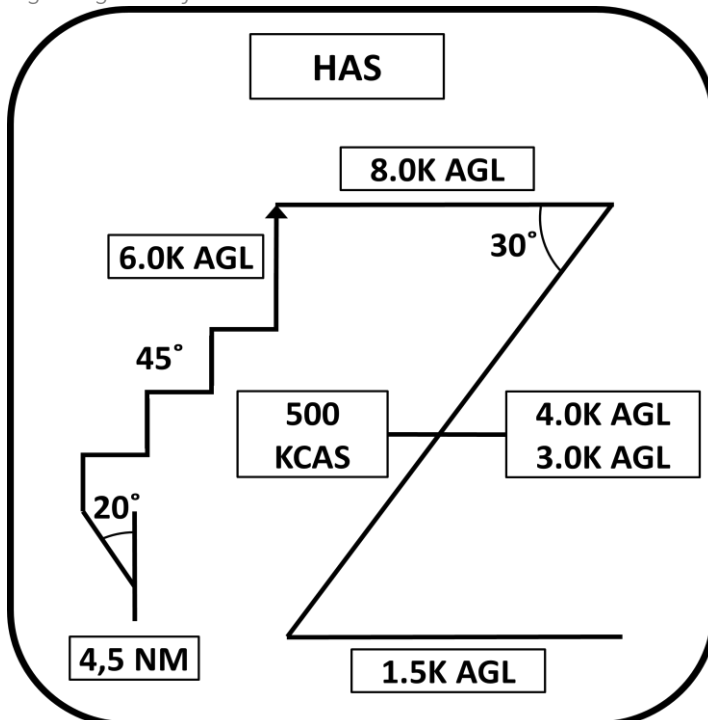 HAS
8.0K AGL
6.0K AGL
30°
45°
500
KCAS
4.0K AGL
3.0K AGL
20°
4,5 NM
1.5K AGL